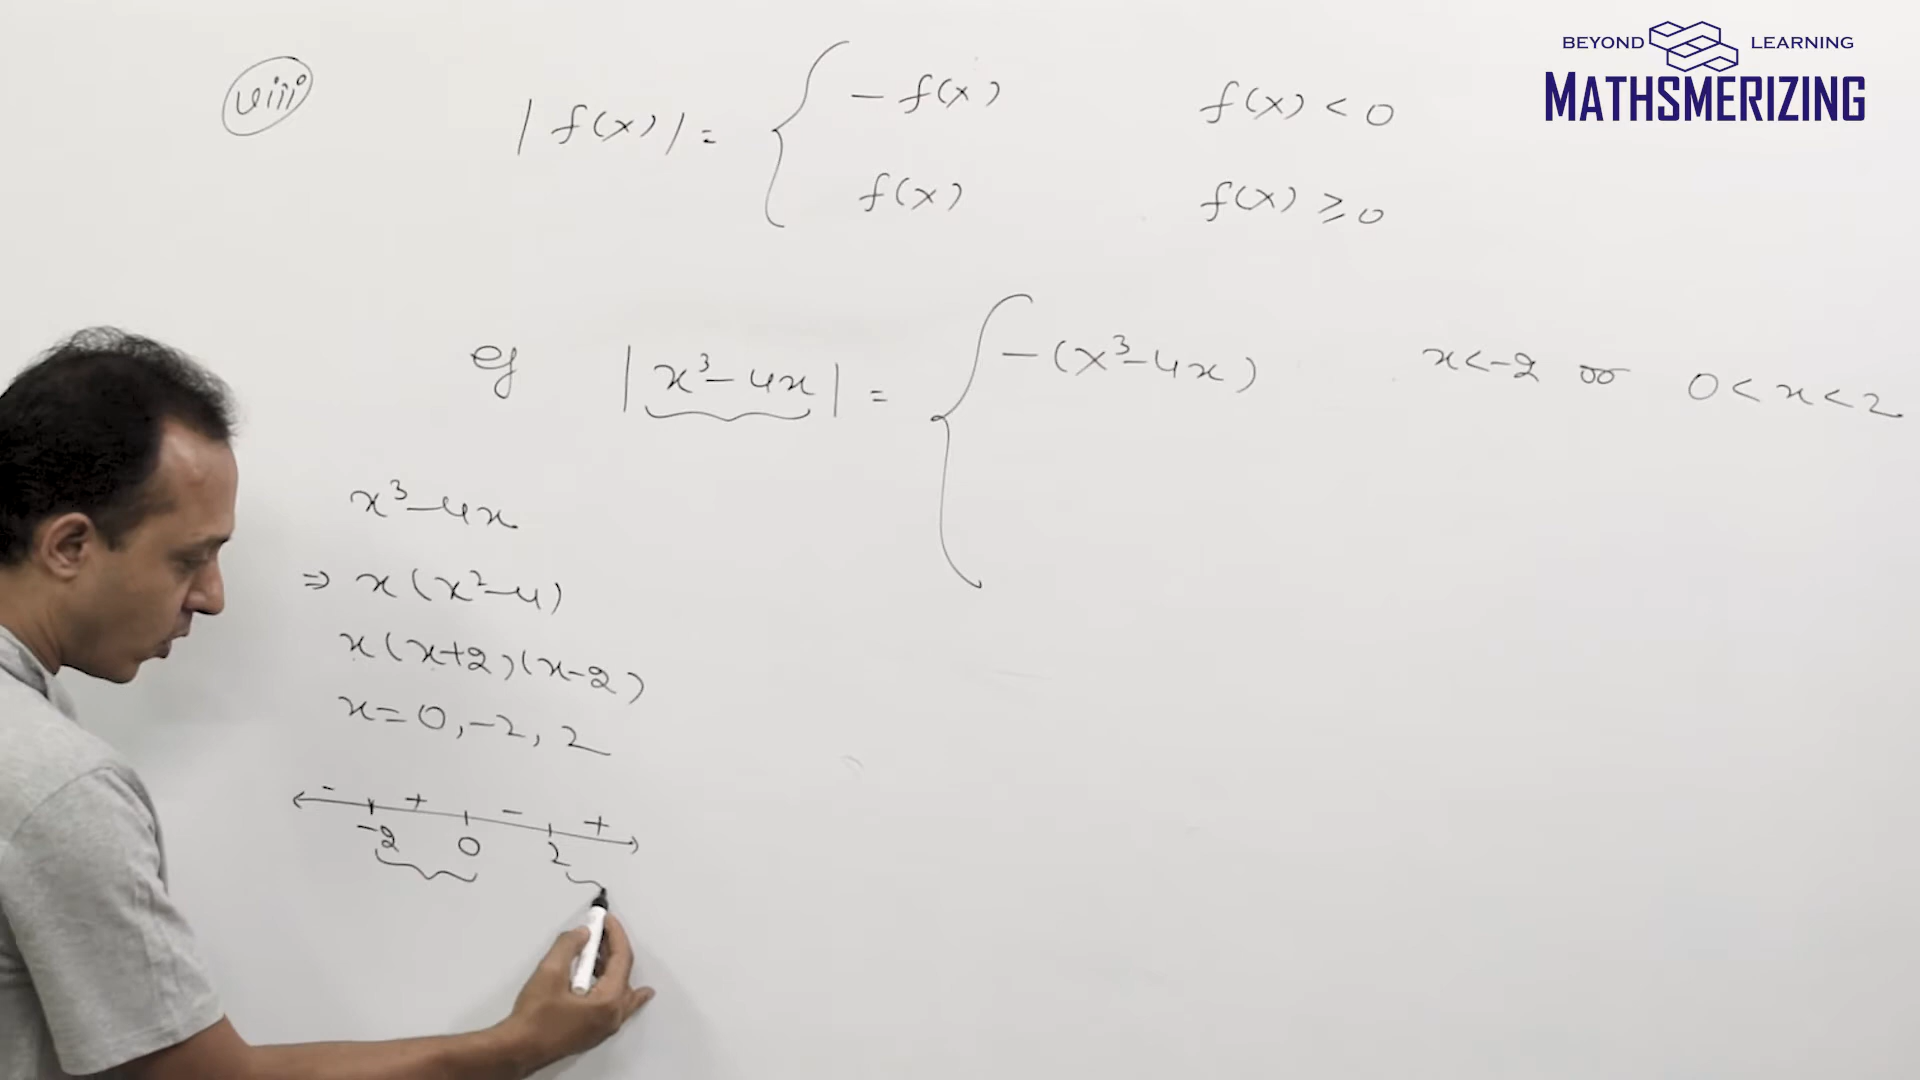 BEYOND LEARNING
MATHSMERIZING
viii
|f(x)| = { -f(x) f(x) < 0
f(x) f(x) ≥ 0
eg |x³-4x| = { -(x³-4x) x<-2 or 0<x<2
x³-4x
⇒ x(x²-4)
x(x+2)(x-2)
x=0,-2,2
- + - +
-2 0 2